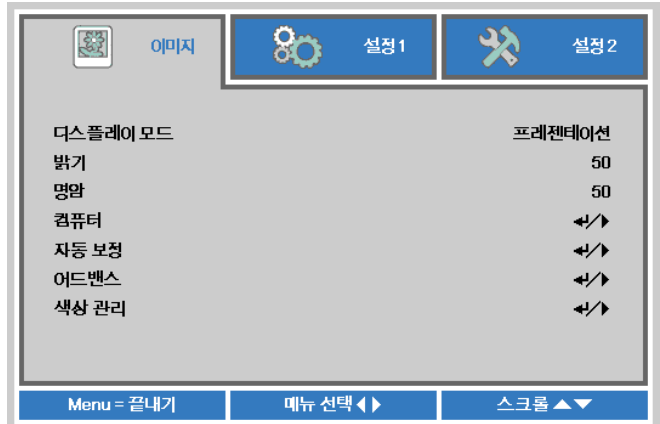 이미지 설정1 설정2
디스플레이 모드 프레젠테이션
밝기 50
명암 50
컴퓨터 ↵/▶
자동 보정 ↵/▶
어드밴스 ↵/▶
색상 관리 ↵/▶
Menu = 끝내기 메뉴 선택 ◀▶ 스크롤 ▲▼